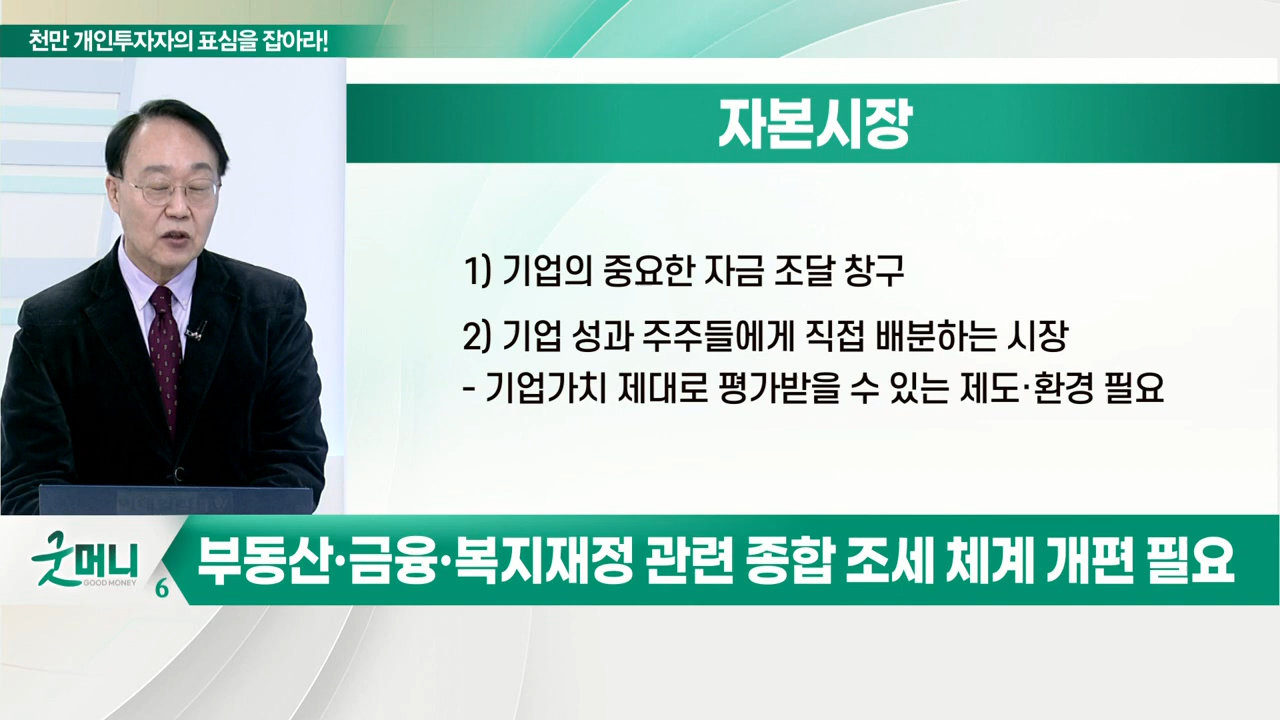 천만 개인투자자의 표심을 잡아라!
자본시장
1) 기업의 중요한 자금 조달 창구
2) 기업 성과 주주들에게 직접 배분하는 시장
- 기업가치 제대로 평가받을 수 있는 제도·환경 필요
굿머니
GOOD MONEY
6
부동산·금융·복지재정 관련 종합 조세 체계 개편 필요